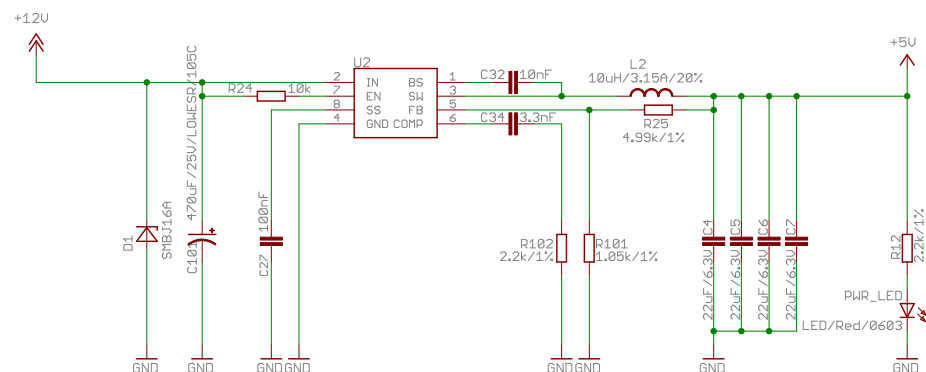 +12V
+5V
U2
L2
10uH/3.15A/20%
470uF/25V/LOWESR/105C
C101
R24
10k
2
IN
BS
1
7
EN
SW
3
8
SS
FB
5
4
GND
COMP
6
C32
10nF
C34
3.3nF
R25
4.99k/1%
D1
SMBJ16A
C27
100nF
R102
2.2k/1%
R101
1.05k/1%
C4
22uF/6.3V
C5
22uF/6.3V
C6
22uF/6.3V
C7
22uF/6.3V
R12
2.2k/1%
PWR_LED
LED/Red/0603
GND
GND
GND
GND
GND
GND
GND
GND